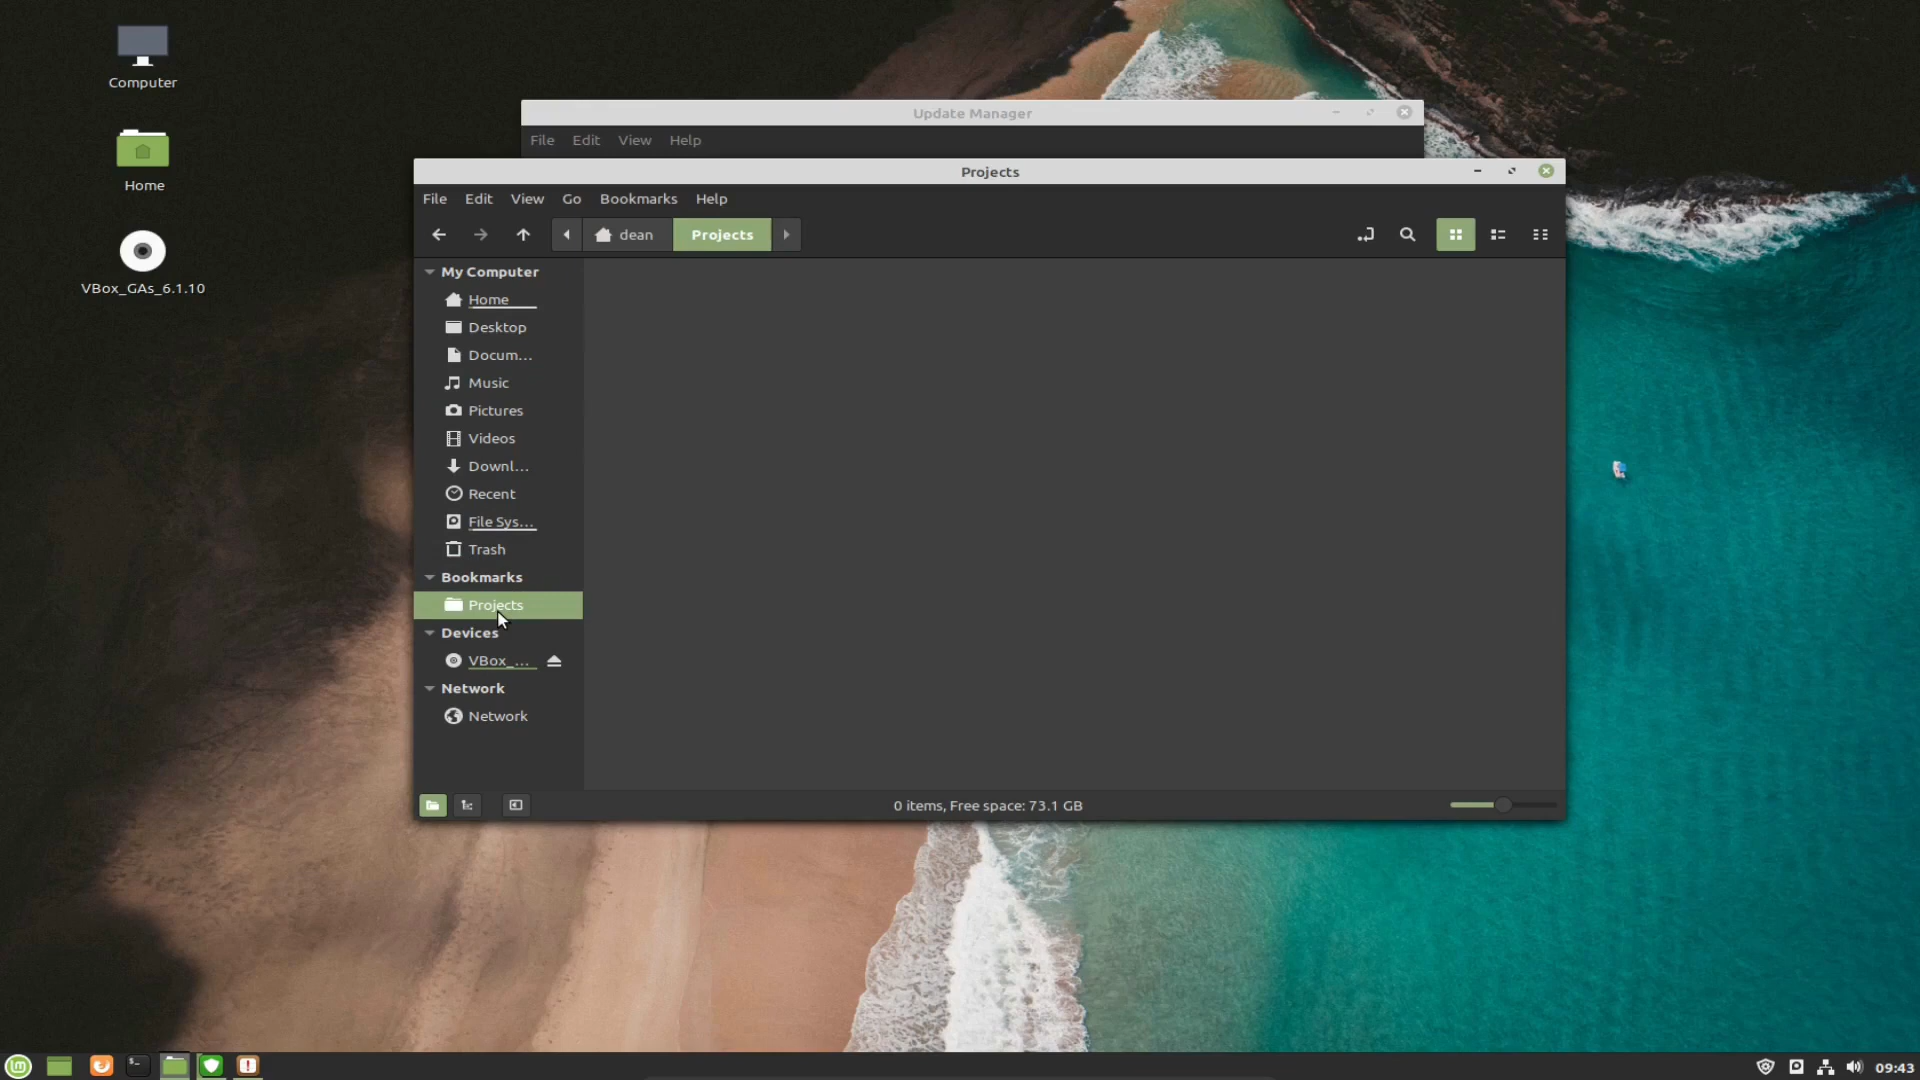 Computer
Home
VBox_GAs_6.1.10
Update Manager
File Edit View Help
Projects
File Edit View Go Bookmarks Help
dean Projects
My Computer
Home
Desktop
Docum...
Music
Pictures
Videos
Downl...
Recent
File Sys...
Trash
Bookmarks
Projects
Devices
VBox_...
Network
Network
0 items, Free space: 73.1 GB
09:43